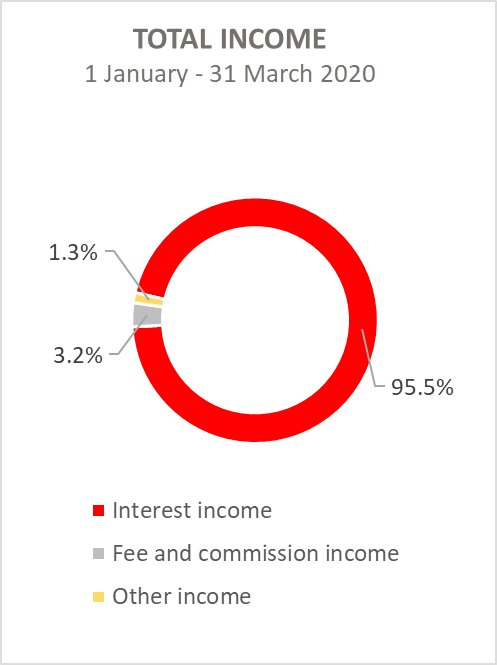 TOTAL INCOME
1 January - 31 March 2020
1.3%
3.2%
95.5%
Interest income
Fee and commission income
Other income